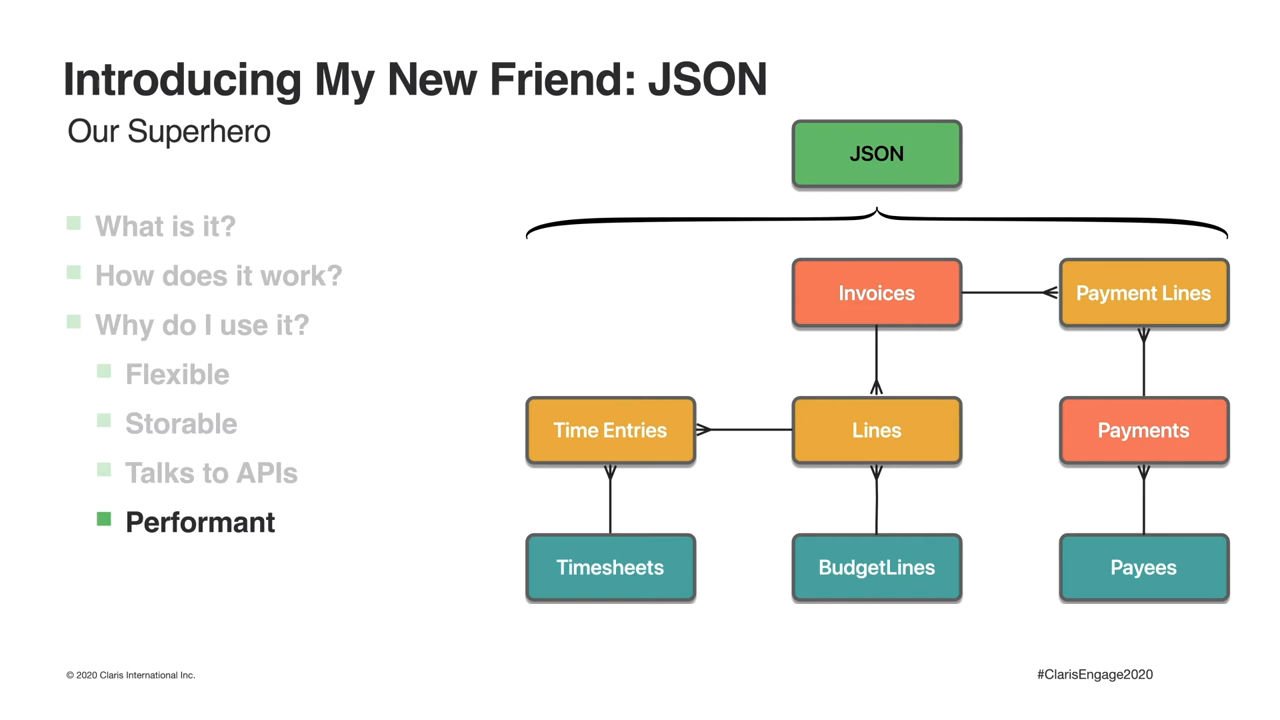 Introducing My New Friend: JSON
Our Superhero
What is it?
How does it work?
Why do I use it?
Flexible
Storable
Talks to APIs
Performant
JSON
Invoices
Payment Lines
Time Entries
Lines
Payments
Timesheets
BudgetLines
Payees
© 2020 Claris International Inc.
#ClarisEngage2020